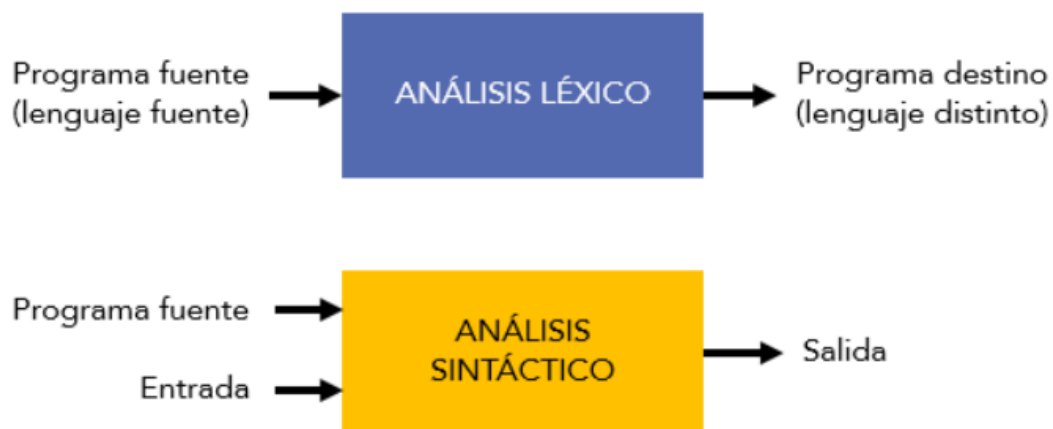 Programa fuente
(lenguaje fuente)
ANÁLISIS LÉXICO
Programa destino
(lenguaje distinto)
Programa fuente
Entrada
ANÁLISIS
SINTÁCTICO
Salida